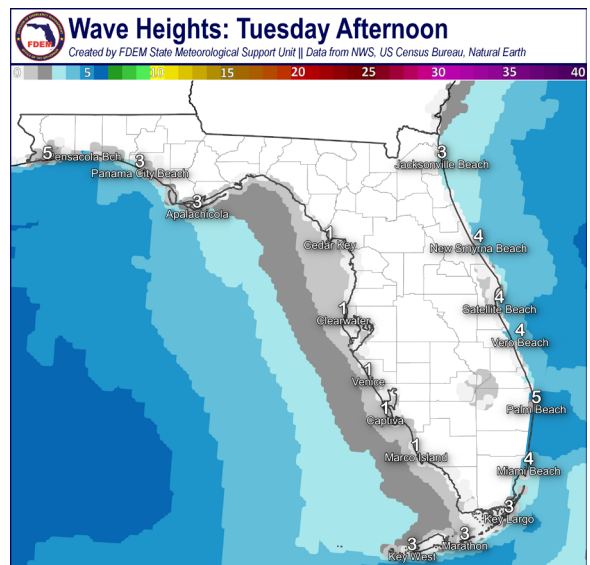 Wave Heights: Tuesday Afternoon
Created by FDEM State Meteorological Support Unit || Data from NWS, US Census Bureau, Natural Earth
FDEM
0 5 10 15 20 25 30 35 40
5
ensacola Bch
3
Panama City Beach
3
Apalachicola
3
Jacksonville Beach
1
Cedar Key
4
New Smyrna Beach
4
Satellite Beach
1
Clearwater
4
Vero Beach
1
Venice
1
Captiva
5
Palm Beach
1
Marco Island
4
Miami Beach
3
Key Largo
3
Marathon
3
Key West